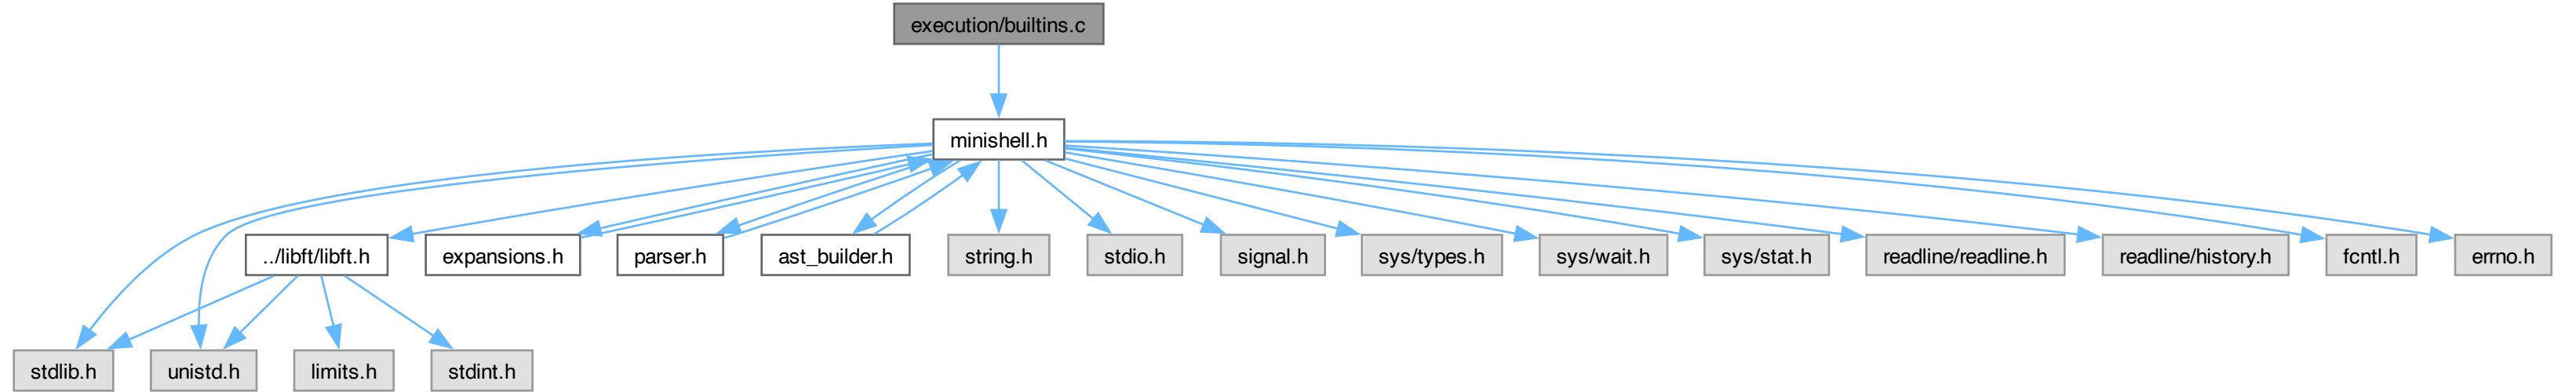 execution/builtins.c
minishell.h
../libft/libft.h
expansions.h
parser.h
ast_builder.h
string.h
stdio.h
signal.h
sys/types.h
sys/wait.h
sys/stat.h
readline/readline.h
readline/history.h
fcntl.h
errno.h
stdlib.h
unistd.h
limits.h
stdint.h